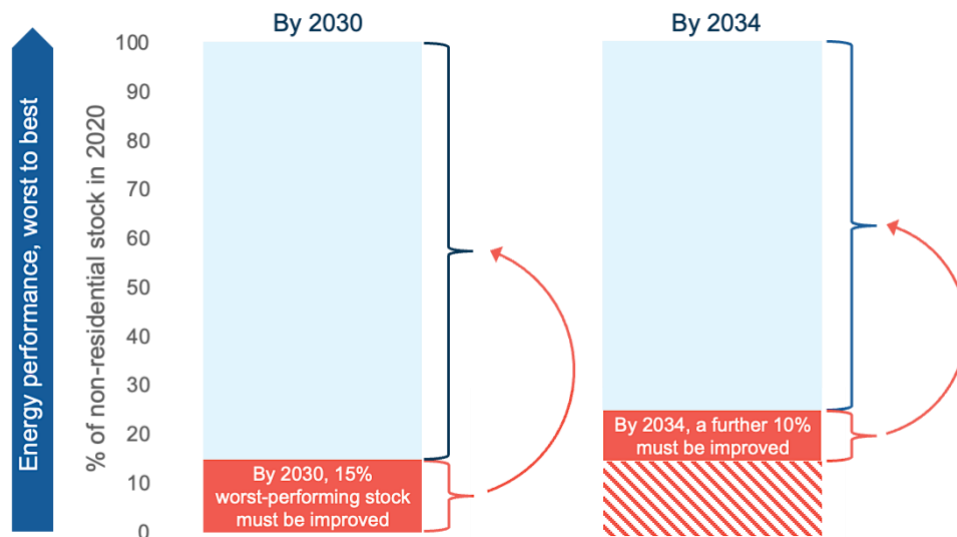 By 2030
By 2034
Energy performance, worst to best
% of non-residential stock in 2020
100
90
80
70
60
50
40
30
20
10
0
By 2030, 15%
worst-performing stock
must be improved
By 2034, a further 10%
must be improved